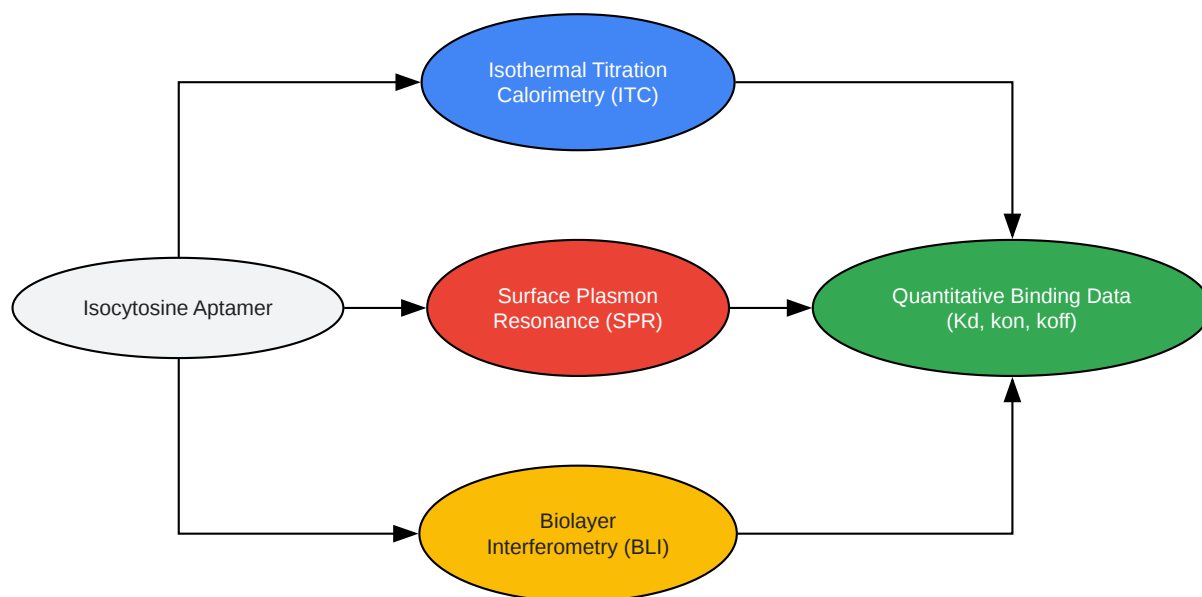 Isothermal Titration
Calorimetry (ITC)
Isocytosine Aptamer
Surface Plasmon
Resonance (SPR)
Quantitative Binding Data
(Kd, kon, koff)
Biolayer
Interferometry (BLI)